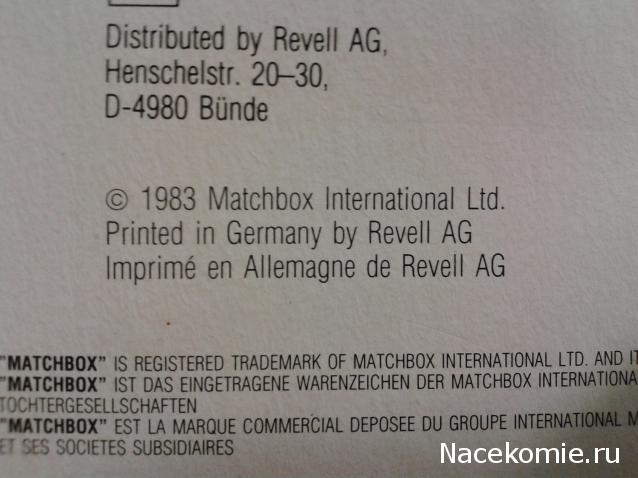 Distributed by Revell AG,
Henschelstr. 20–30,
D-4980 Bünde
© 1983 Matchbox International Ltd.
Printed in Germany by Revell AG
Imprimé en Allemagne de Revell AG
"MATCHBOX" IS REGISTERED TRADEMARK OF MATCHBOX INTERNATIONAL LTD. AND
"MATCHBOX" IST DAS EINGETRAGENE WARENZEICHEN DER MATCHBOX INTERNATIONA
TOCHTERGESELLSCHAFTEN
"MATCHBOX" EST LA MARQUE COMMERCIAL DEPOSEE DU GROUPE INTERNATIONAL M
ET SES SOCIETES SUBSIDIAIRES
Nacekomie.ru